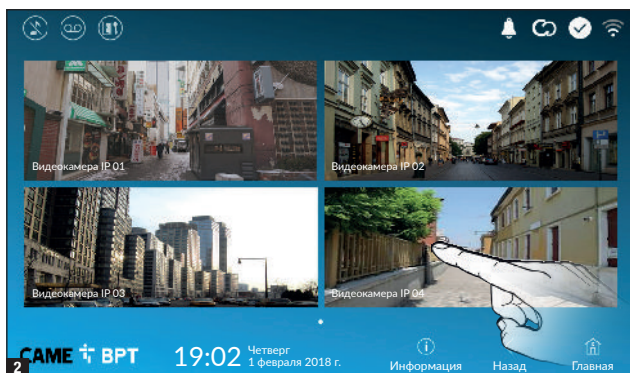 Видеокамера IP 01
Видеокамера IP 02
Видеокамера IP 03
Видеокамера IP 04
CAME BPT
19:02
Четверг
1 февраля 2018 г.
Информация
Назад
Главная
2